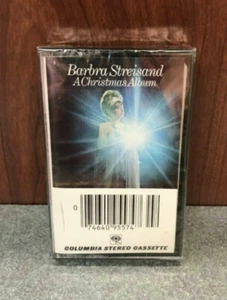 Barbra Streisand
A Christmas Album
0
74640 95574
COLUMBIA STEREO CASSETTE